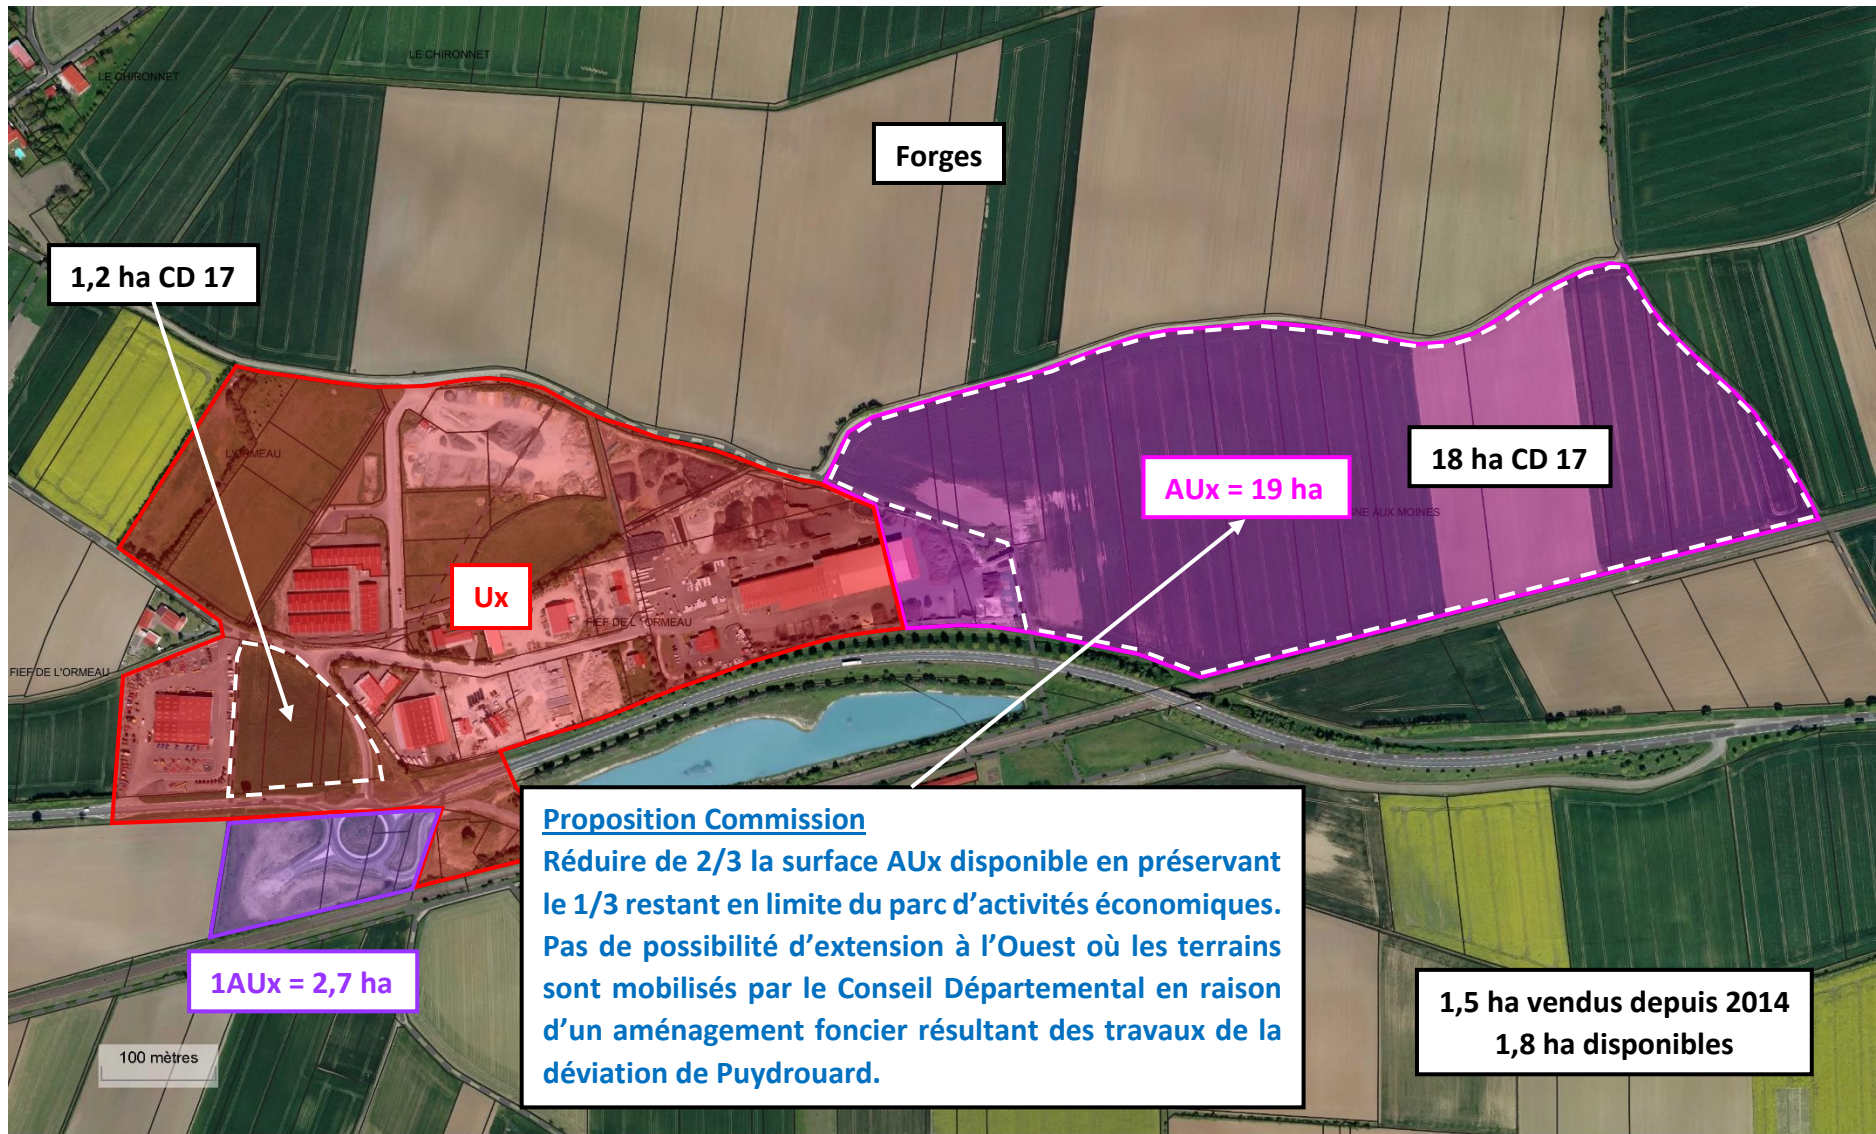 LE CHIRONNET
LE CHIRONNET
Forges
1,2 ha CD 17
L'ORMEAU
18 ha CD 17
AUx = 19 ha
NE AUX MOINES
Ux
FIEF DE L'ORMEAU
FIEF DE L'ORMEAU
Proposition Commission
Réduire de 2/3 la surface AUx disponible en préservant
le 1/3 restant en limite du parc d’activités économiques.
Pas de possibilité d’extension à l’Ouest où les terrains
sont mobilisés par le Conseil Départemental en raison
d’un aménagement foncier résultant des travaux de la
déviation de Puydrouard.
1AUx = 2,7 ha
1,5 ha vendus depuis 2014
1,8 ha disponibles
100 mètres